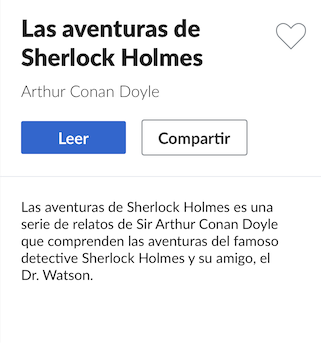 Las aventuras de
Sherlock Holmes
Arthur Conan Doyle
Leer
Compartir
Las aventuras de Sherlock Holmes es una
serie de relatos de Sir Arthur Conan Doyle
que comprenden las aventuras del famoso
detective Sherlock Holmes y su amigo, el
Dr. Watson.